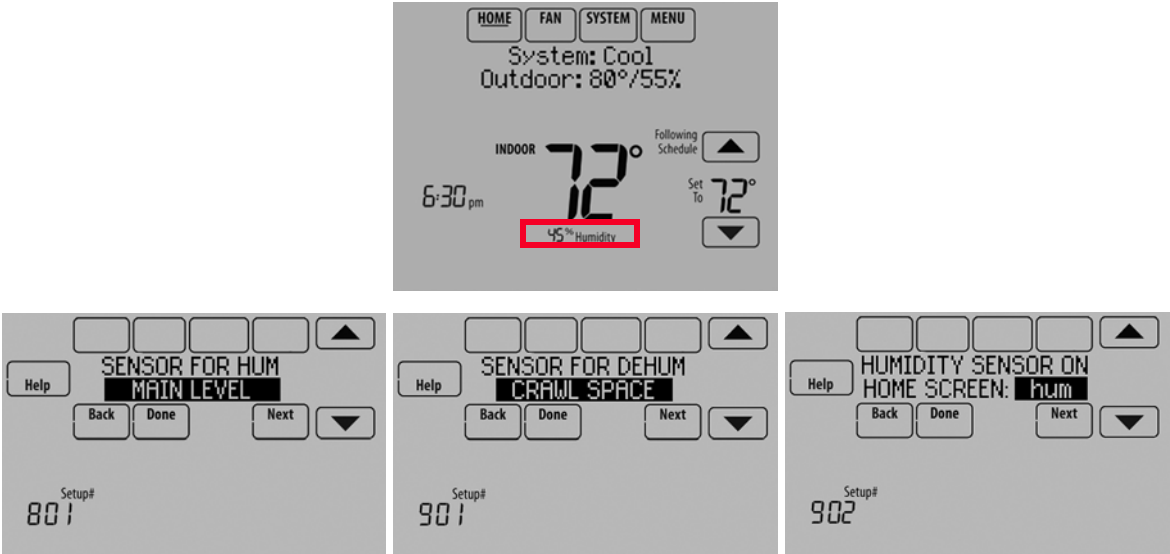 HOME FAN SYSTEM MENU
System: Cool
Outdoor: 80°/55%
Following
INDOOR 72° Schedule
6:30 pm Set To 72°
45% Humidity
SENSOR FOR HUM
Help MAIN LEVEL
Back Done Next
Setup#
801
SENSOR FOR DEHUM
Help CRAWL SPACE
Back Done Next
Setup#
901
HUMIDITY SENSOR ON
Help HOME SCREEN: hum
Back Done Next
Setup#
902